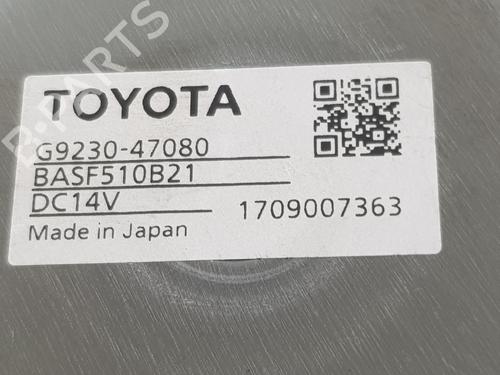 B-PARTS
TOYOTA
G9230-47080
BASF510B21
DC14V
1709007363
Made in Japan